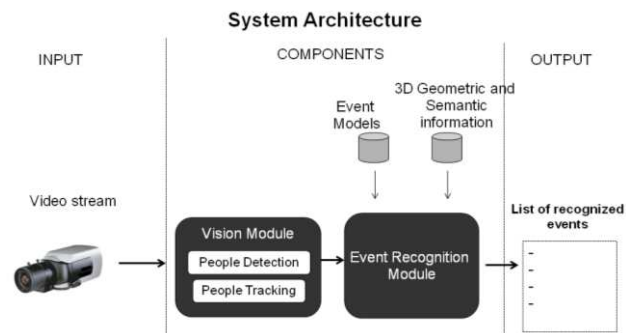 System Architecture
INPUT
COMPONENTS
OUTPUT
Event
Models
3D Geometric and
Semantic
information
Video stream
Vision Module
People Detection
People Tracking
Event Recognition
Module
List of recognized
events
-
-
-
-